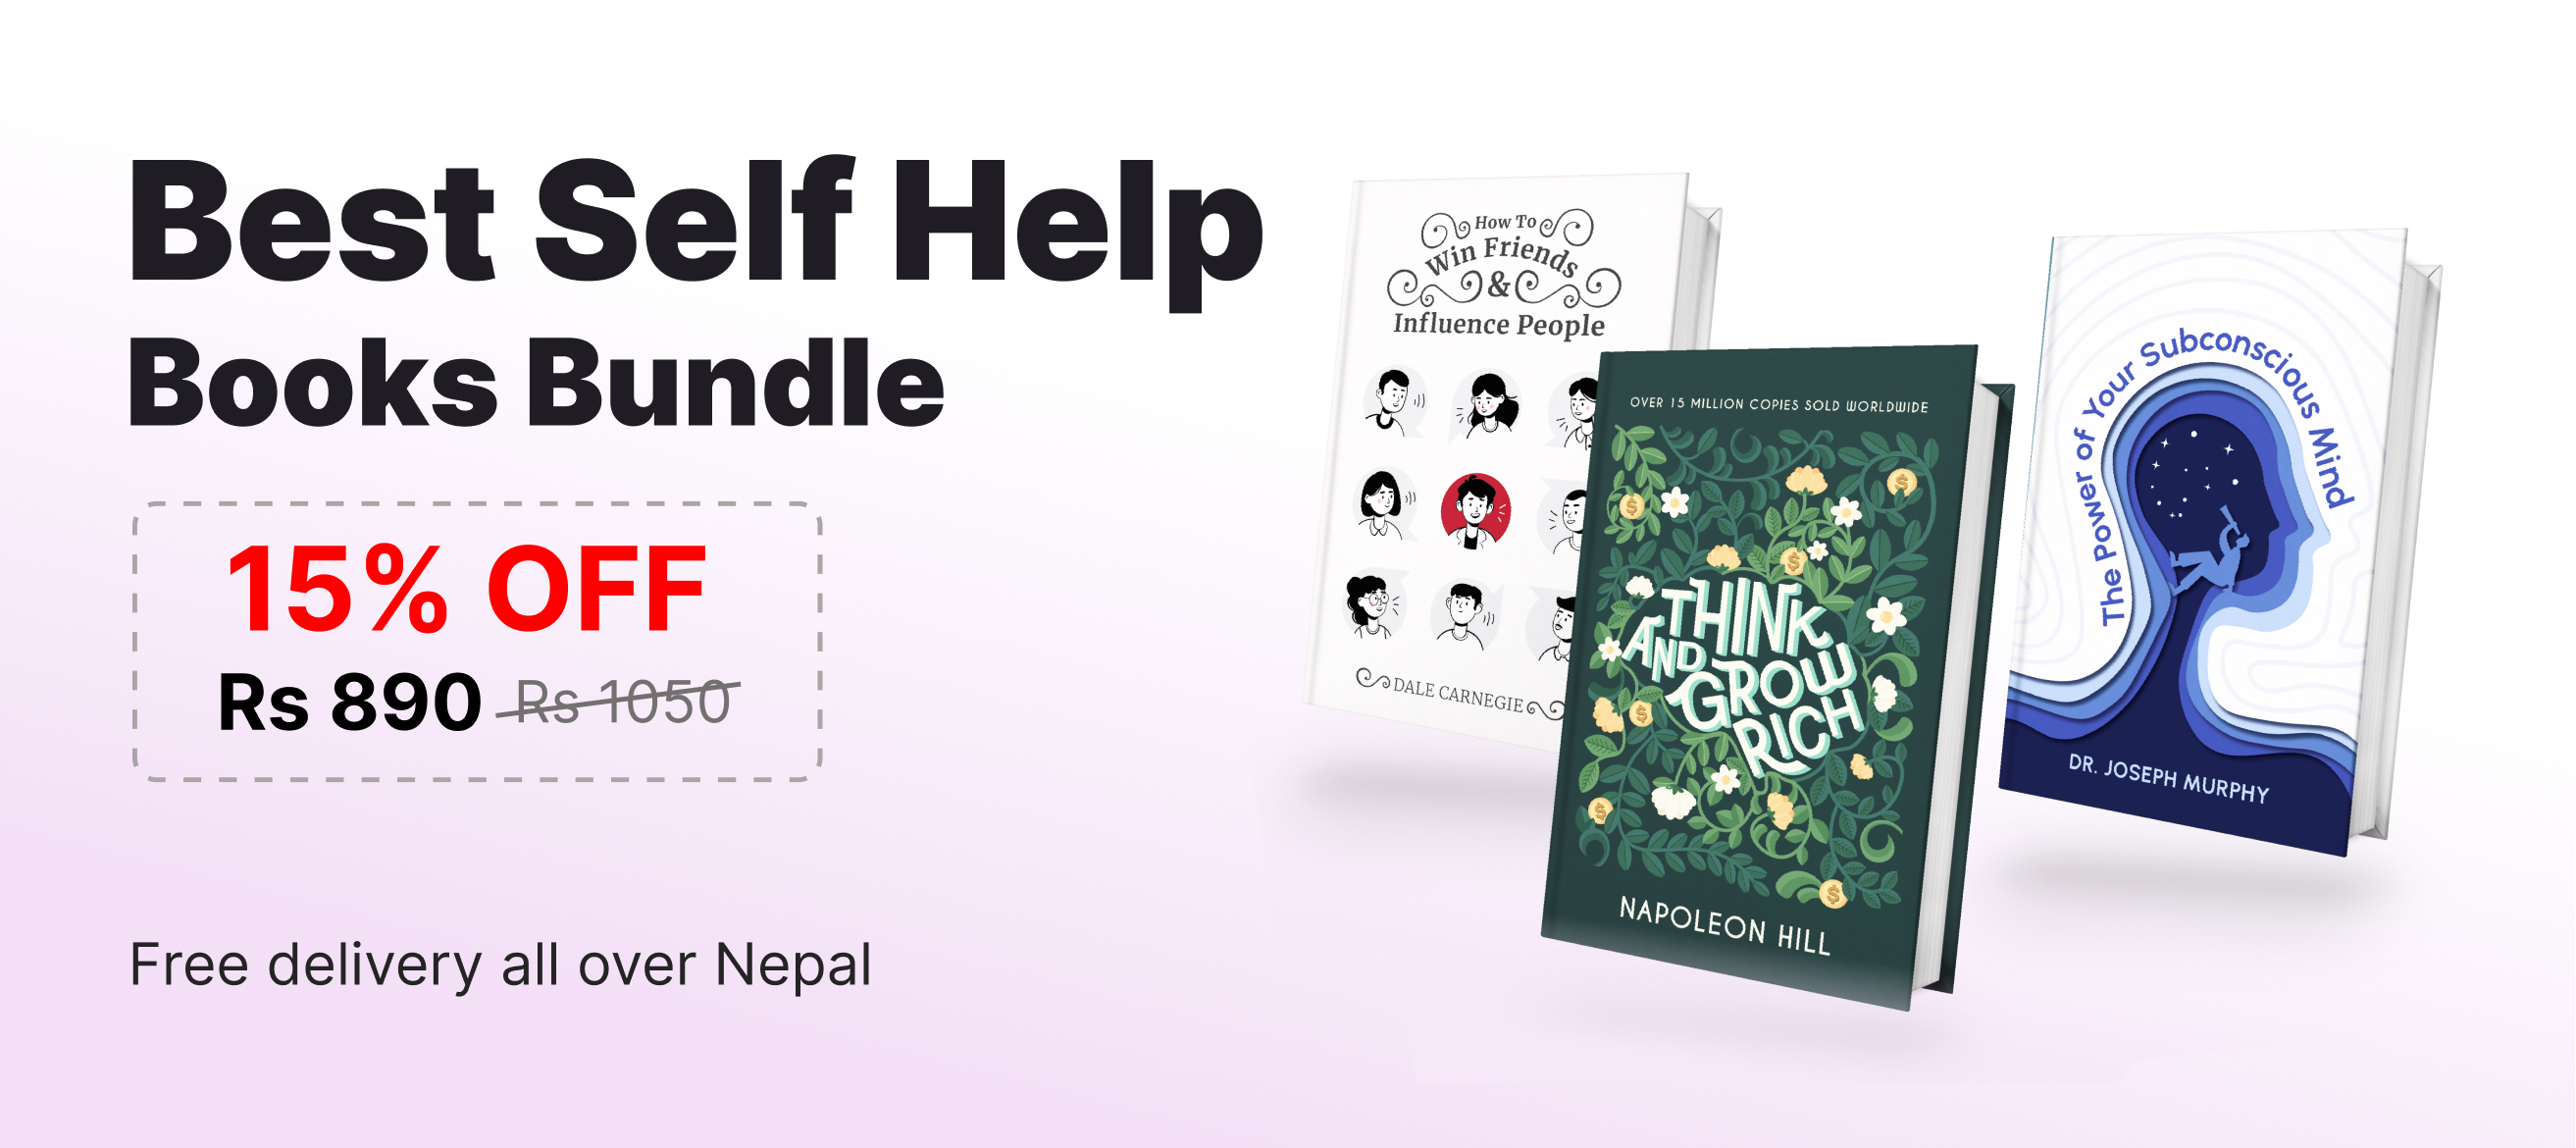 Best Self Help
Books Bundle
15% OFF
Rs 890 Rs 1050
Free delivery all over Nepal
How To
Win Friends
&
Influence People
DALE CARNEGIE
OVER 15 MILLION COPIES SOLD WORLDWIDE
THINK
AND
GROW
RICH
NAPOLEON HILL
The Power of Your Subconscious Mind
DR. JOSEPH MURPHY